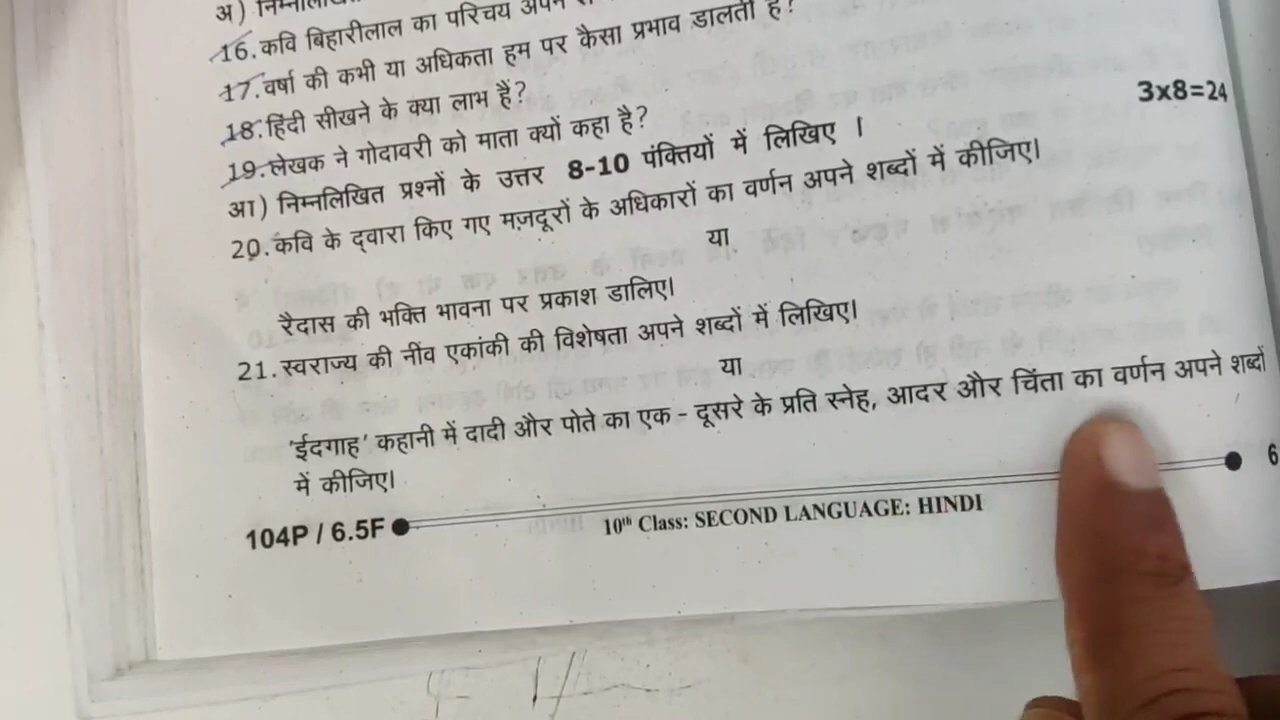 अ) निम्नलिखित
16. कवि बिहारीलाल का परिचय अपने
17. वर्षा की कभी या अधिकता हम पर कैसा प्रभाव डालती है?
18. हिंदी सीखने के क्या लाभ हैं?
19. लेखक ने गोदावरी को माता क्यों कहा है?
3x8=24
आ) निम्नलिखित प्रश्नों के उत्तर 8-10 पंक्तियों में लिखिए ।
20. कवि के द्वारा किए गए मज़दूरों के अधिकारों का वर्णन अपने शब्दों में कीजिए।
या
रैदास की भक्ति भावना पर प्रकाश डालिए।
21. स्वराज्य की नींव एकांकी की विशेषता अपने शब्दों में लिखिए।
या
'ईदगाह' कहानी में दादी और पोते का एक - दूसरे के प्रति स्नेह, आदर और चिंता का वर्णन अपने शब्दों
में कीजिए।
104P / 6.5F
10th Class: SECOND LANGUAGE: HINDI
6